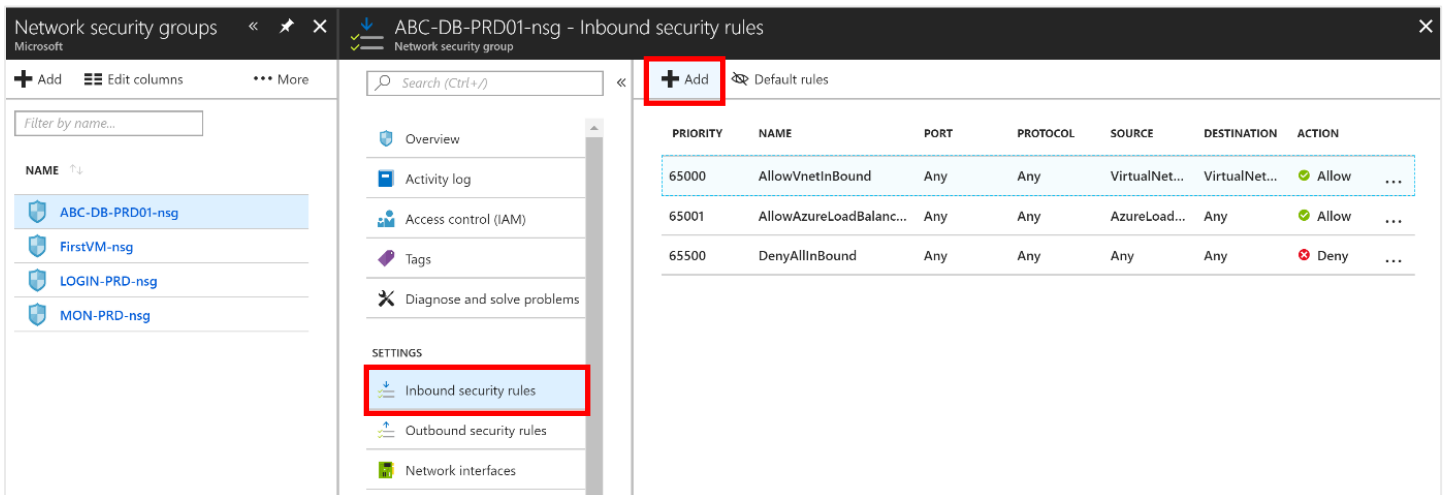 Network security groups
Microsoft
Add Edit columns ••• More
Filter by name...
NAME
ABC-DB-PRD01-nsg
FirstVM-nsg
LOGIN-PRD-nsg
MON-PRD-nsg
ABC-DB-PRD01-nsg - Inbound security rules
Network security group
Search (Ctrl+/)
Overview
Activity log
Access control (IAM)
Tags
Diagnose and solve problems
SETTINGS
Inbound security rules
Outbound security rules
Network interfaces
Add Default rules
PRIORITY NAME PORT PROTOCOL SOURCE DESTINATION ACTION
65000 AllowVnetInBound Any Any VirtualNet... VirtualNet... Allow ...
65001 AllowAzureLoadBalanc... Any Any AzureLoad... Any Allow ...
65500 DenyAllInBound Any Any Any Any Deny ...